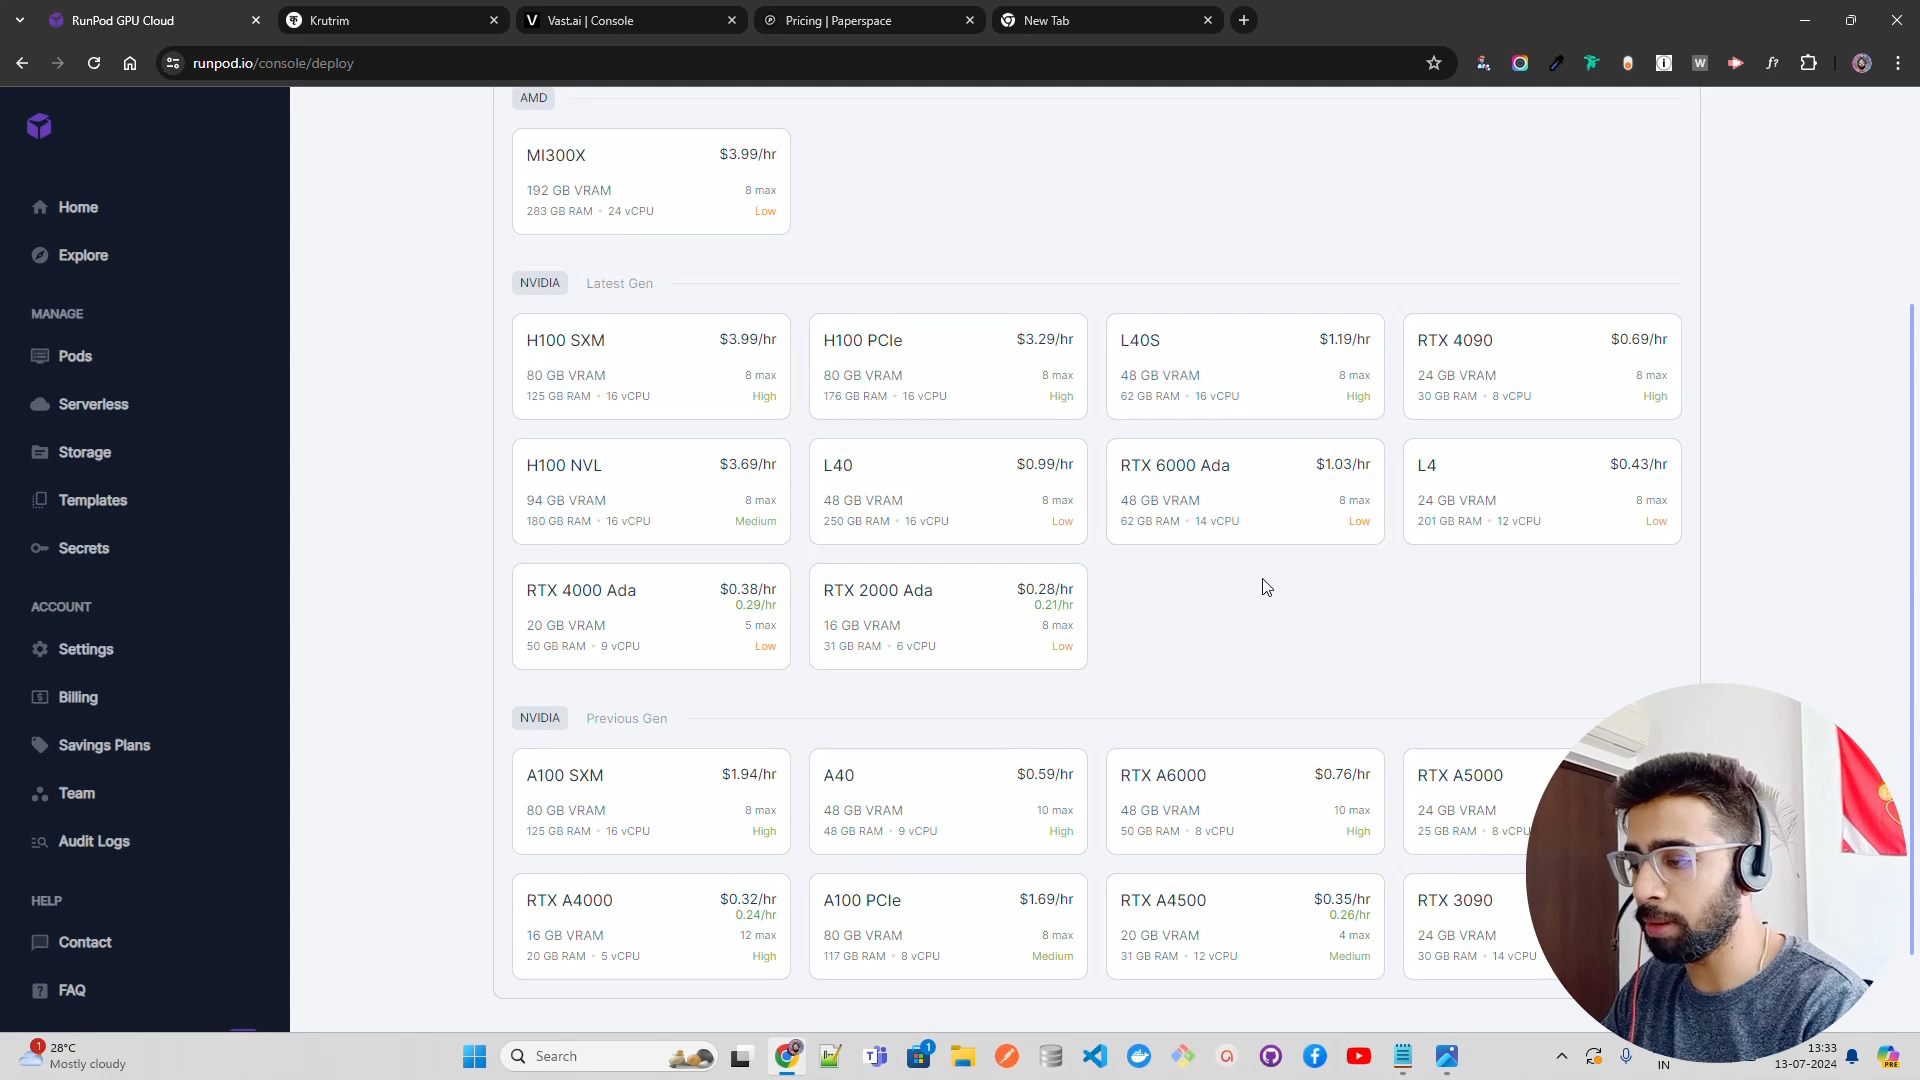 RunPod GPU Cloud
Krutrim
Vast.ai | Console
Pricing | Paperspace
New Tab
runpod.io/console/deploy
Home
Explore
MANAGE
Pods
Serverless
Storage
Templates
Secrets
ACCOUNT
Settings
Billing
Savings Plans
Team
Audit Logs
HELP
Contact
FAQ
AMD
MI300X $3.99/hr
192 GB VRAM 8 max
283 GB RAM • 24 vCPU Low
NVIDIA Latest Gen
H100 SXM $3.99/hr
80 GB VRAM 8 max
125 GB RAM • 16 vCPU High
H100 PCIe $3.29/hr
80 GB VRAM 8 max
176 GB RAM • 16 vCPU High
L40S $1.19/hr
48 GB VRAM 8 max
62 GB RAM • 16 vCPU High
RTX 4090 $0.69/hr
24 GB VRAM 8 max
30 GB RAM • 8 vCPU High
H100 NVL $3.69/hr
94 GB VRAM 8 max
180 GB RAM • 16 vCPU Medium
L40 $0.99/hr
48 GB VRAM 8 max
250 GB RAM • 16 vCPU Low
RTX 6000 Ada $1.03/hr
48 GB VRAM 8 max
62 GB RAM • 14 vCPU Low
L4 $0.43/hr
24 GB VRAM 8 max
201 GB RAM • 12 vCPU Low
RTX 4000 Ada $0.38/hr
0.29/hr
20 GB VRAM 5 max
50 GB RAM • 9 vCPU Low
RTX 2000 Ada $0.28/hr
0.21/hr
16 GB VRAM 8 max
31 GB RAM • 6 vCPU Low
NVIDIA Previous Gen
A100 SXM $1.94/hr
80 GB VRAM 8 max
125 GB RAM • 16 vCPU High
A40 $0.59/hr
48 GB VRAM 10 max
48 GB RAM • 9 vCPU High
RTX A6000 $0.76/hr
48 GB VRAM 10 max
50 GB RAM • 8 vCPU High
RTX A5000
24 GB VRAM
25 GB RAM • 8 vCPU
RTX A4000 $0.32/hr
0.24/hr
16 GB VRAM 12 max
20 GB RAM • 5 vCPU High
A100 PCIe $1.69/hr
80 GB VRAM 8 max
117 GB RAM • 8 vCPU Medium
RTX A4500 $0.35/hr
0.26/hr
20 GB VRAM 4 max
31 GB RAM • 12 vCPU Medium
RTX 3090
24 GB VRAM
30 GB RAM • 14 vCPU
1
28°C
Mostly cloudy
Search
1
IN
13:33
13-07-2024
PRE